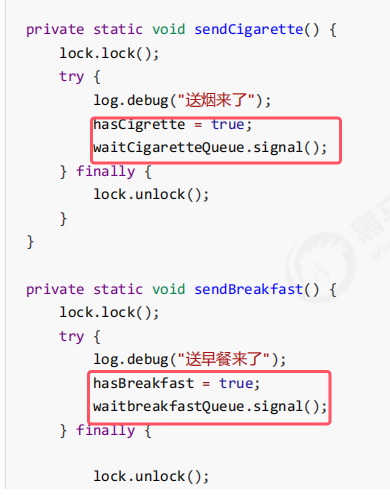 private static void sendCigarette() {
    lock.lock();
    try {
        log.debug("送烟来了");
        hasCigrette = true;
        waitCigaretteQueue.signal();
    } finally {
        lock.unlock();
    }
}
private static void sendBreakfast() {
    lock.lock();
    try {
        log.debug("送早餐来了");
        hasBreakfast = true;
        waitbreakfastQueue.signal();
    } finally {
        lock.unlock();